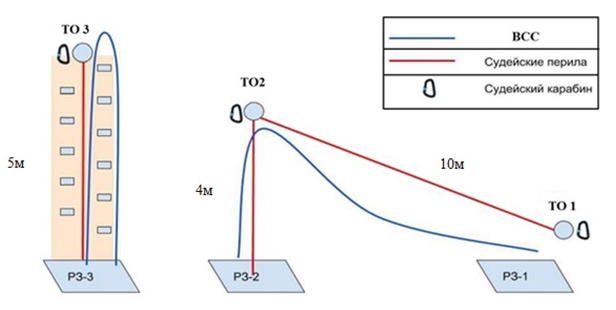 ТО 3
ВСС
Судейские перила
Судейский карабин
ТО2
5м
4м
10м
ТО 1
РЗ-3
РЗ-2
РЗ-1